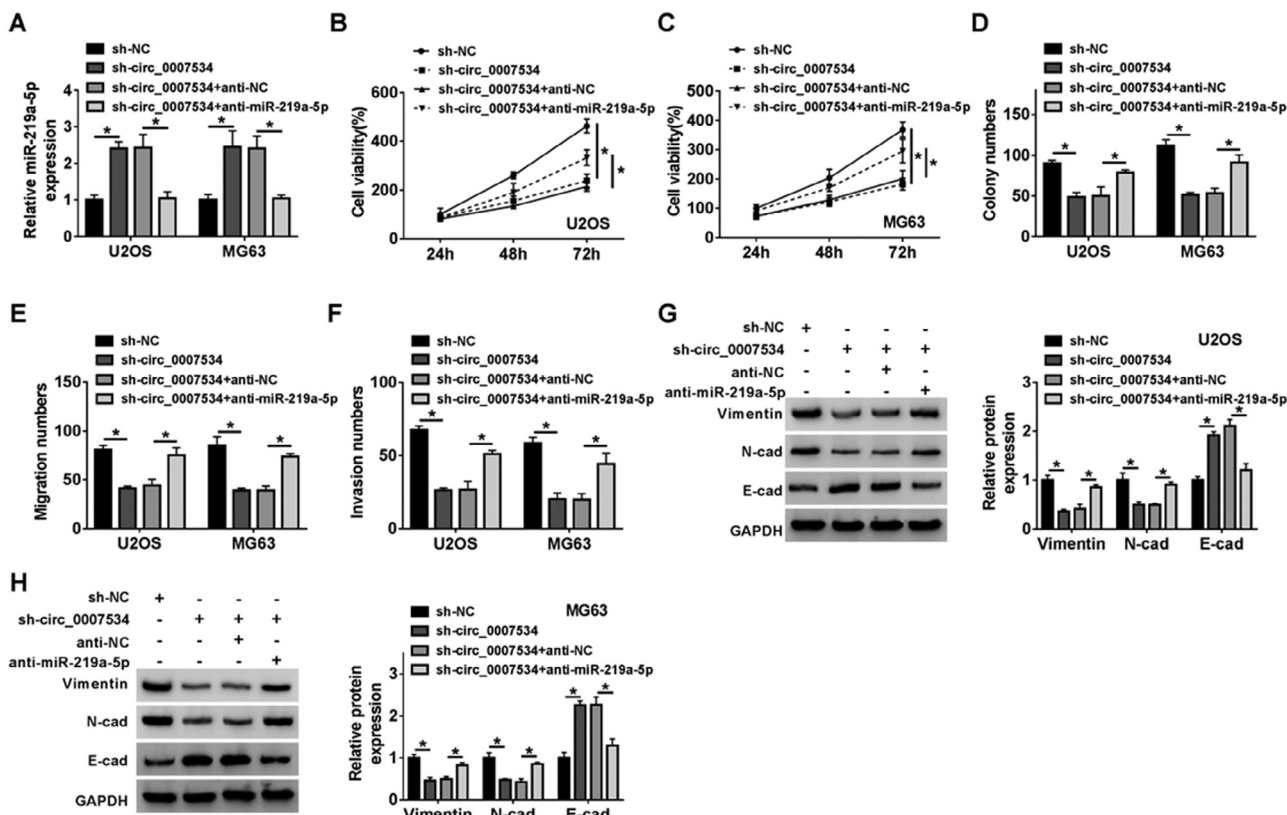 A
sh-NC
sh-circ_0007534
sh-circ_0007534+anti-NC
sh-circ_0007534+anti-miR-219a-5p
Relative miR-219a-5p
expression
4
3
2
1
0
* * * *
U2OS MG63
B
sh-NC
sh-circ_0007534
sh-circ_0007534+anti-NC
sh-circ_0007534+anti-miR-219a-5p
Cell viability(%)
600
400
200
0
*
*
U2OS
24h 48h 72h
C
sh-NC
sh-circ_0007534
sh-circ_0007534+anti-NC
sh-circ_0007534+anti-miR-219a-5p
Cell viability(%)
500
400
300
200
100
0
*
*
MG63
24h 48h 72h
D
sh-NC
sh-circ_0007534
sh-circ_0007534+anti-NC
sh-circ_0007534+anti-miR-219a-5p
Colony numbers
150
100
50
0
* * * *
U2OS MG63
E
sh-NC
sh-circ_0007534
sh-circ_0007534+anti-NC
sh-circ_0007534+anti-miR-219a-5p
Migration numbers
150
100
50
0
* * * *
U2OS MG63
F
sh-NC
sh-circ_0007534
sh-circ_0007534+anti-NC
sh-circ_0007534+anti-miR-219a-5p
Invasion numbers
100
50
0
* * * *
U2OS MG63
G
sh-NC + - - -
sh-circ_0007534 - + + +
anti-NC - - + -
anti-miR-219a-5p - - - +
Vimentin
N-cad
E-cad
GAPDH
U2OS
sh-NC
sh-circ_0007534
sh-circ_0007534+anti-NC
sh-circ_0007534+anti-miR-219a-5p
Relative protein
expression
3
2
1
0
* * * * * *
Vimentin N-cad E-cad
H
sh-NC + - - -
sh-circ_0007534 - + + +
anti-NC - - + -
anti-miR-219a-5p - - - +
Vimentin
N-cad
E-cad
GAPDH
MG63
sh-NC
sh-circ_0007534
sh-circ_0007534+anti-NC
sh-circ_0007534+anti-miR-219a-5p
Relative protein
expression
3
2
1
0
* * * * * *
Vimentin N-cad E-cad